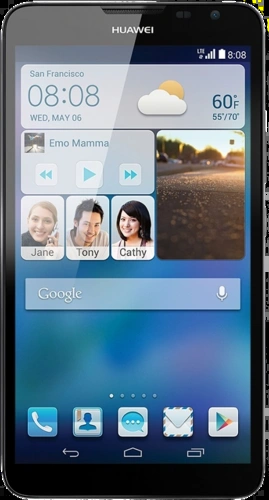 HUAWEI
LTE 8:08
San Francisco
08:08
WED, MAY 06
60°F
55°/70°
Emo Mamma
Jane Tony Cathy
Google